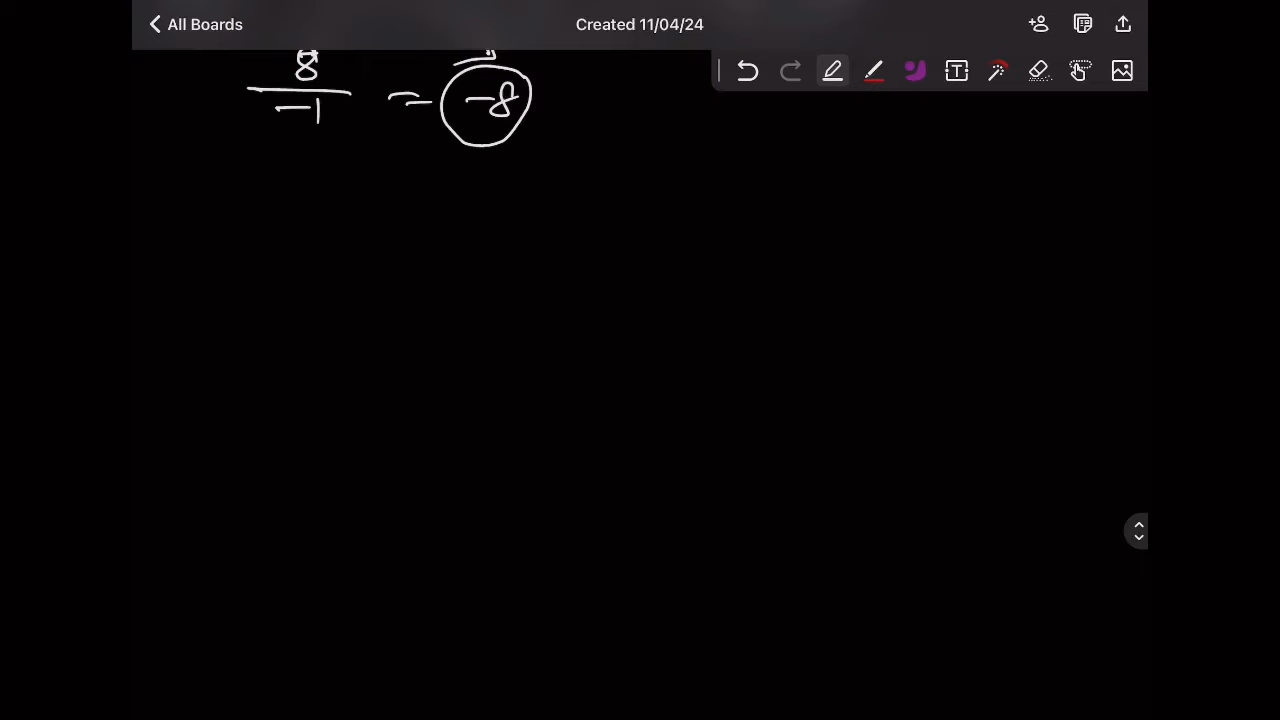 All Boards
Created 11/04/24
8
— = -8
-1